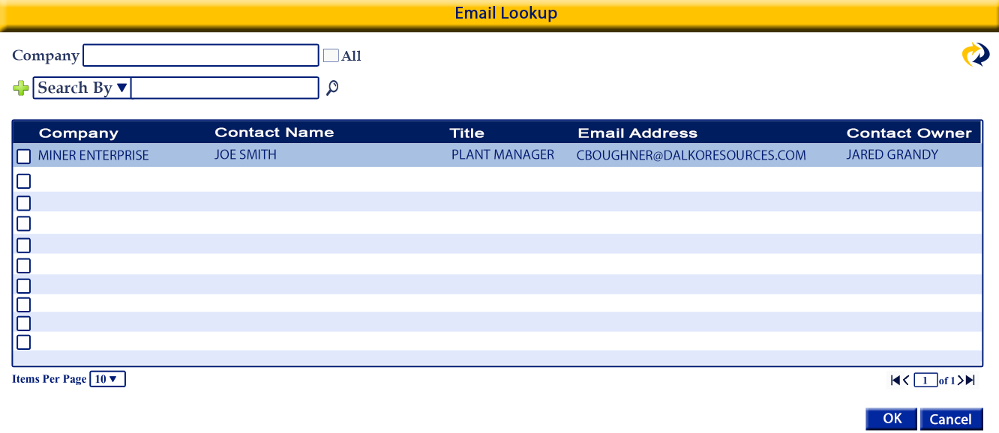 Email Lookup
Company All
Search By ▼
Company Contact Name Title Email Address Contact Owner
MINER ENTERPRISE JOE SMITH PLANT MANAGER CBOUGHNER@DALKORESOURCES.COM JARED GRANDY
Items Per Page 10 ▼ 1 of 1
OK Cancel